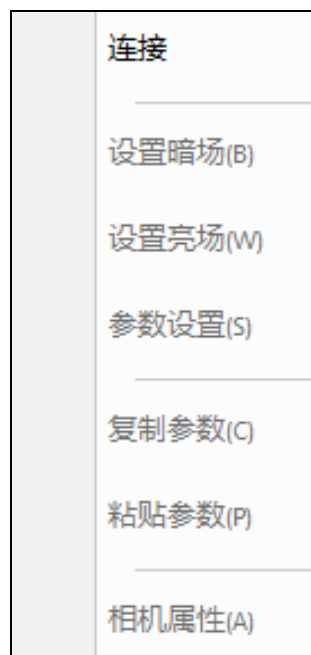 连接
设置暗场(B)
设置亮场(W)
参数设置(S)
复制参数(C)
粘贴参数(P)
相机属性(A)